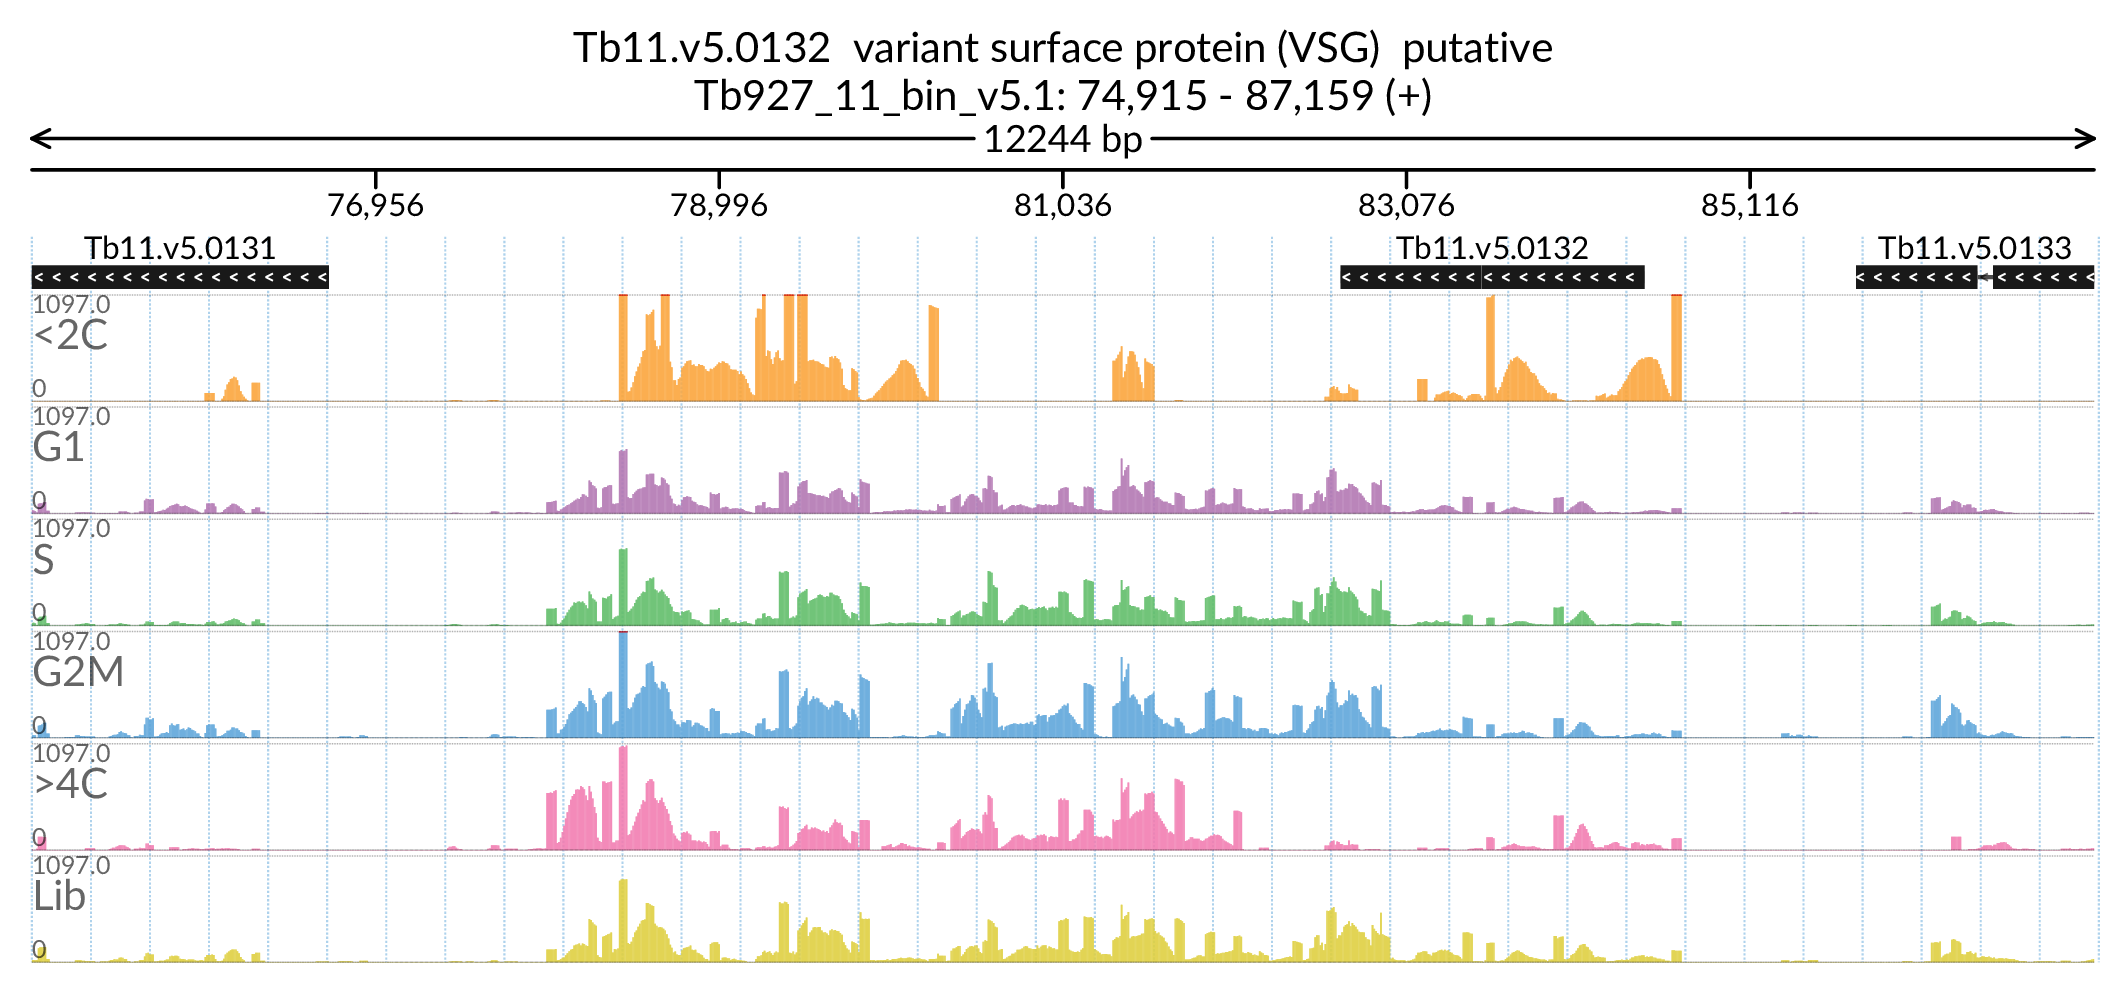 Tb11.v5.0132 variant surface protein (VSG) putative
Tb927_11_bin_v5.1: 74,915 - 87,159 (+)
12244 bp
76,956 78,996 81,036 83,076 85,116
Tb11.v5.0131 Tb11.v5.0132 Tb11.v5.0133
1097.0
<2C
0
1097.0
G1
0
1097.0
S
0
1097.0
G2M
0
1097.0
>4C
0
1097.0
Lib
0